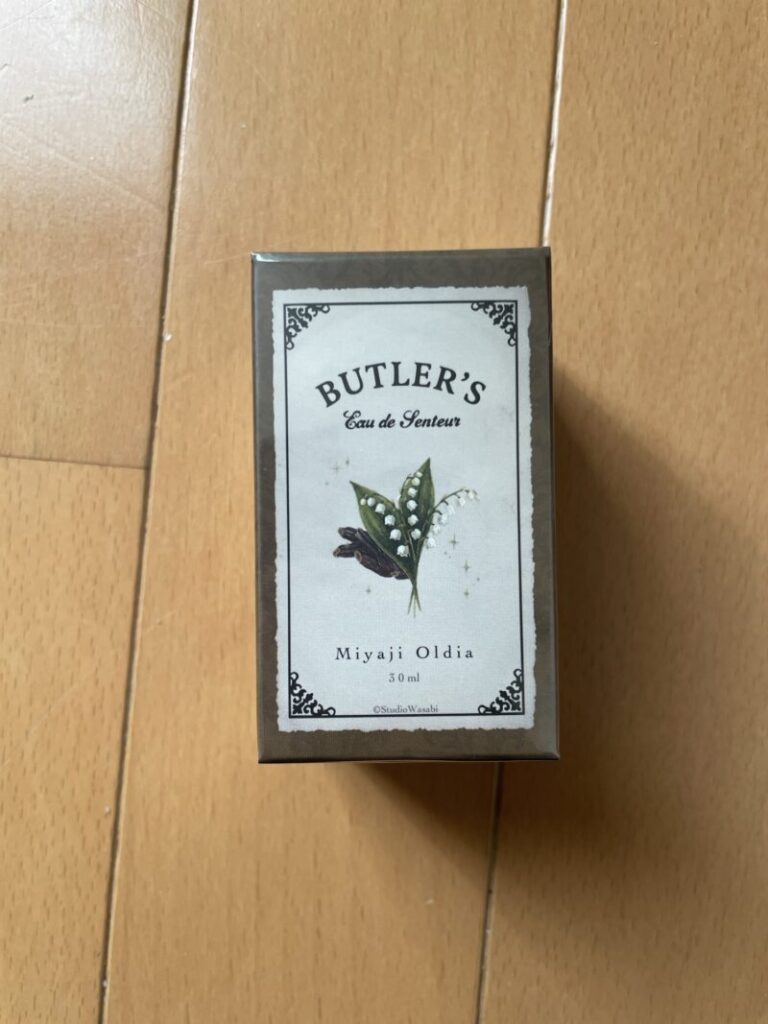 BUTLER'S
Eau de Senteur
Miyaji Oldia
30ml
©StudioWasabi